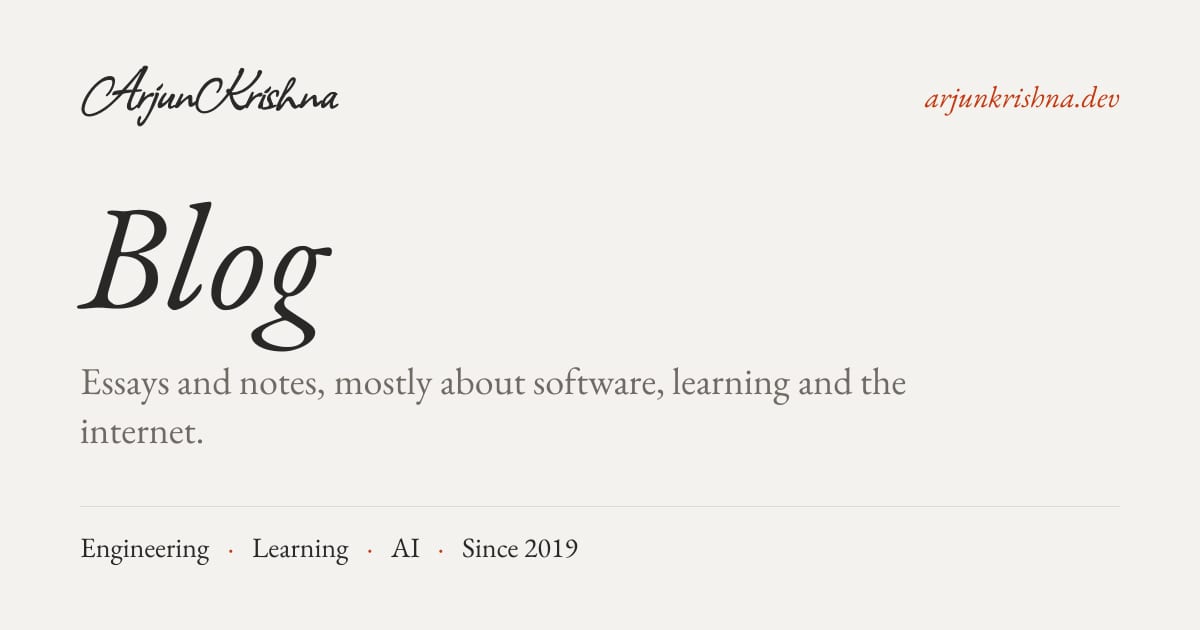 ArjunKrishna
arjunkrishna.dev
Blog
Essays and notes, mostly about software, learning and the
internet.
Engineering · Learning · AI · Since 2019